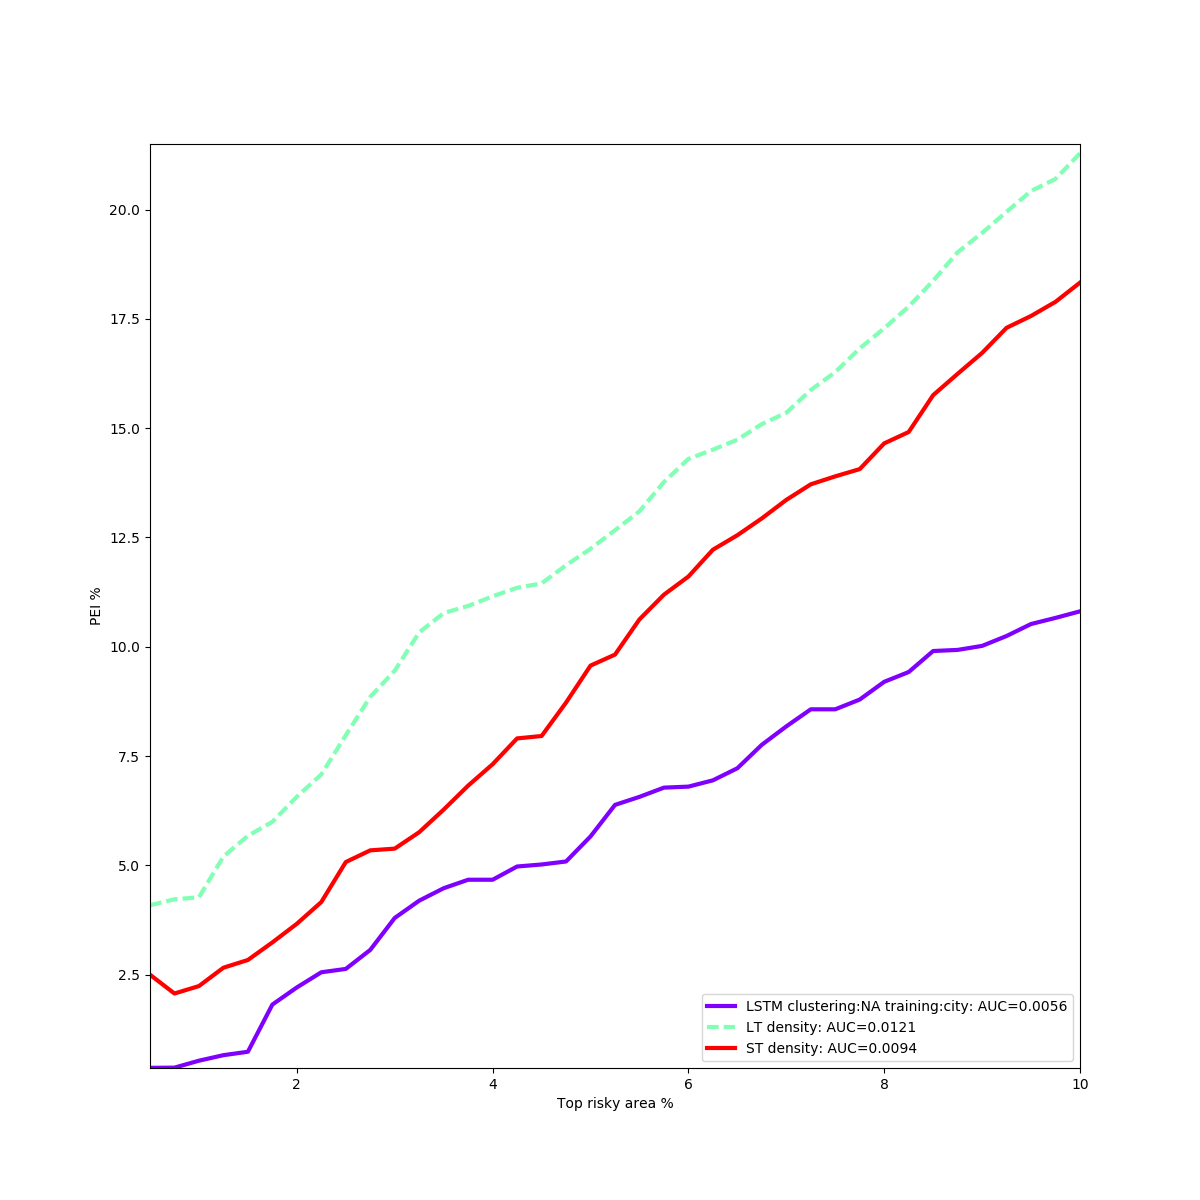 20.0
17.5
15.0
12.5
10.0
7.5
5.0
2.5
PEI %
LSTM clustering:NA training:city: AUC=0.0056
LT density: AUC=0.0121
ST density: AUC=0.0094
2 4 6 8 10
Top risky area %